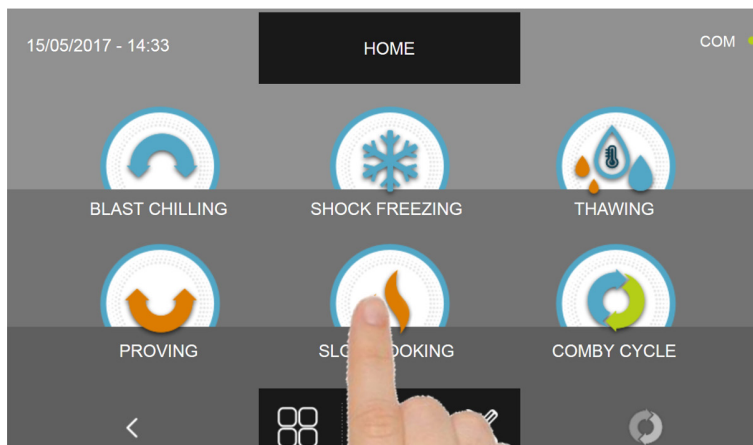 15/05/2017 - 14:33
HOME
COM
BLAST CHILLING
SHOCK FREEZING
THAWING
PROVING
COMBY CYCLE